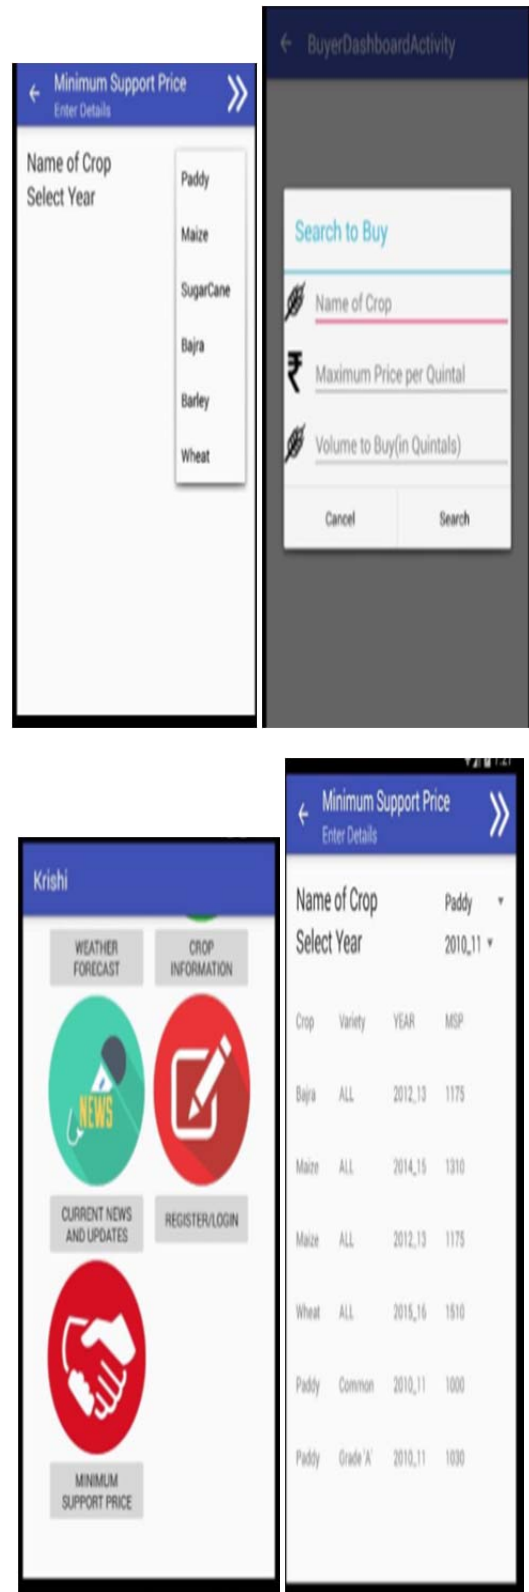 Minimum Support Price
Enter Details
Name of Crop
Select Year
Paddy
Maize
SugarCane
Bajra
Barley
Wheat
BuyerDashboardActivity
Search to Buy
Name of Crop
₹ Maximum Price per Quintal
Volume to Buy(in Quintals)
Cancel Search
Krishi
WEATHER FORECAST
CROP INFORMATION
NEWS
CURRENT NEWS AND UPDATES
REGISTER/LOGIN
MINIMUM SUPPORT PRICE
Minimum Support Price
Enter Details
Name of Crop Paddy
Select Year 2010_11
Crop Variety YEAR MSP
Bajra ALL 2012_13 1175
Maize ALL 2014_15 1310
Maize ALL 2012_13 1175
Wheat ALL 2015_16 1510
Paddy Common 2010_11 1000
Paddy Grade 'A' 2010_11 1030